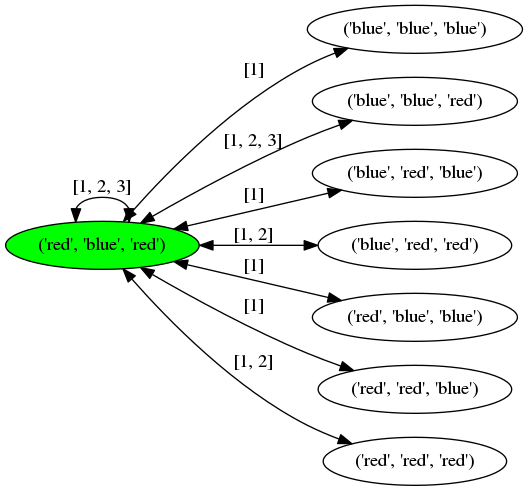 ('blue', 'blue', 'blue')
[1]
('blue', 'blue', 'red')
[1, 2, 3]
('blue', 'red', 'blue')
[1, 2, 3]
[1]
('red', 'blue', 'red')
[1, 2]
('blue', 'red', 'red')
[1]
('red', 'blue', 'blue')
[1]
('red', 'red', 'blue')
[1, 2]
('red', 'red', 'red')